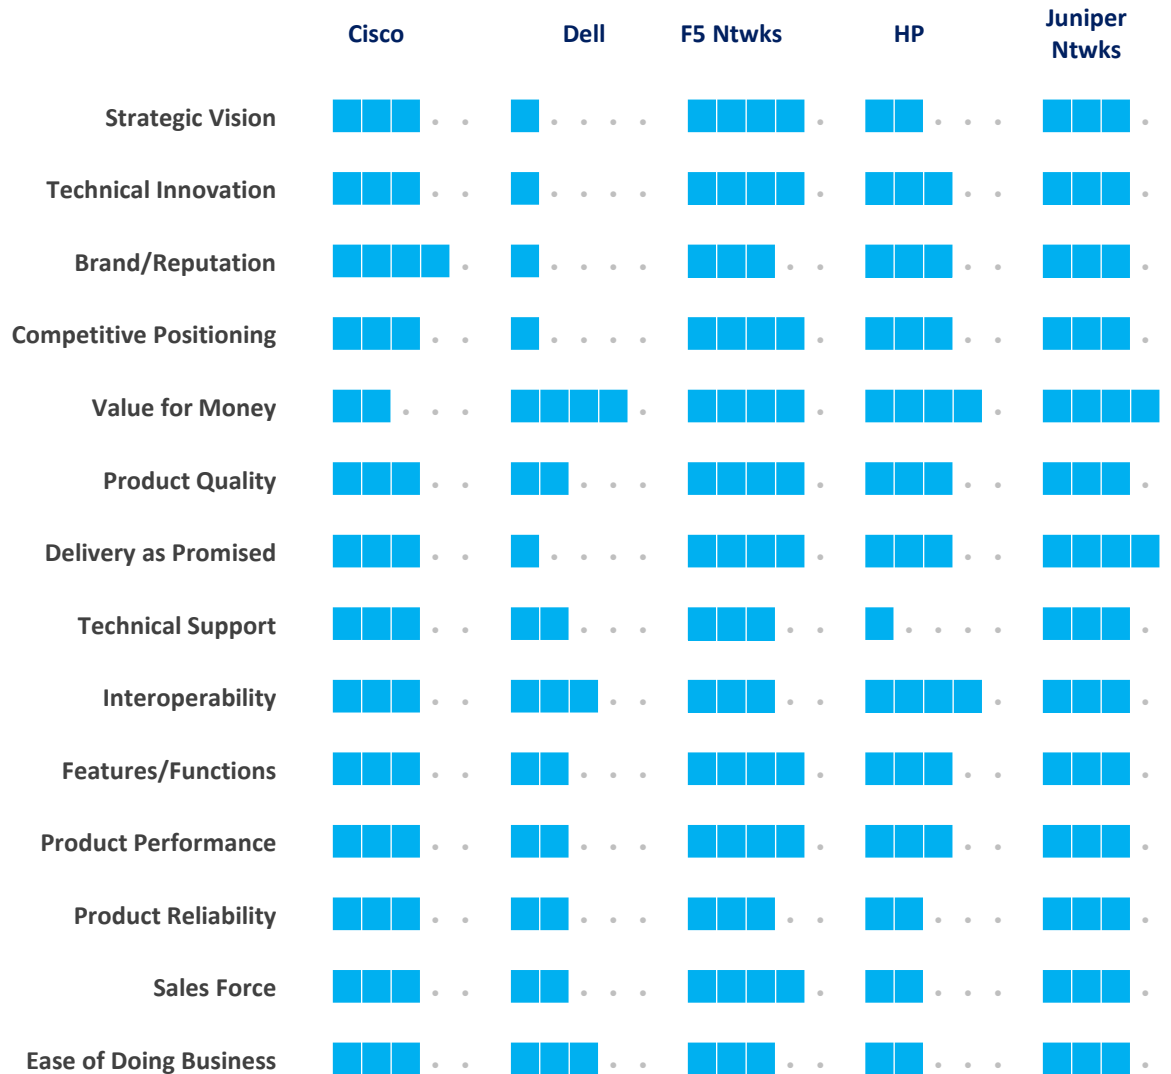 Cisco
Dell
F5 Ntwks
HP
Juniper
Ntwks
Strategic Vision
Technical Innovation
Brand/Reputation
Competitive Positioning
Value for Money
Product Quality
Delivery as Promised
Technical Support
Interoperability
Features/Functions
Product Performance
Product Reliability
Sales Force
Ease of Doing Business